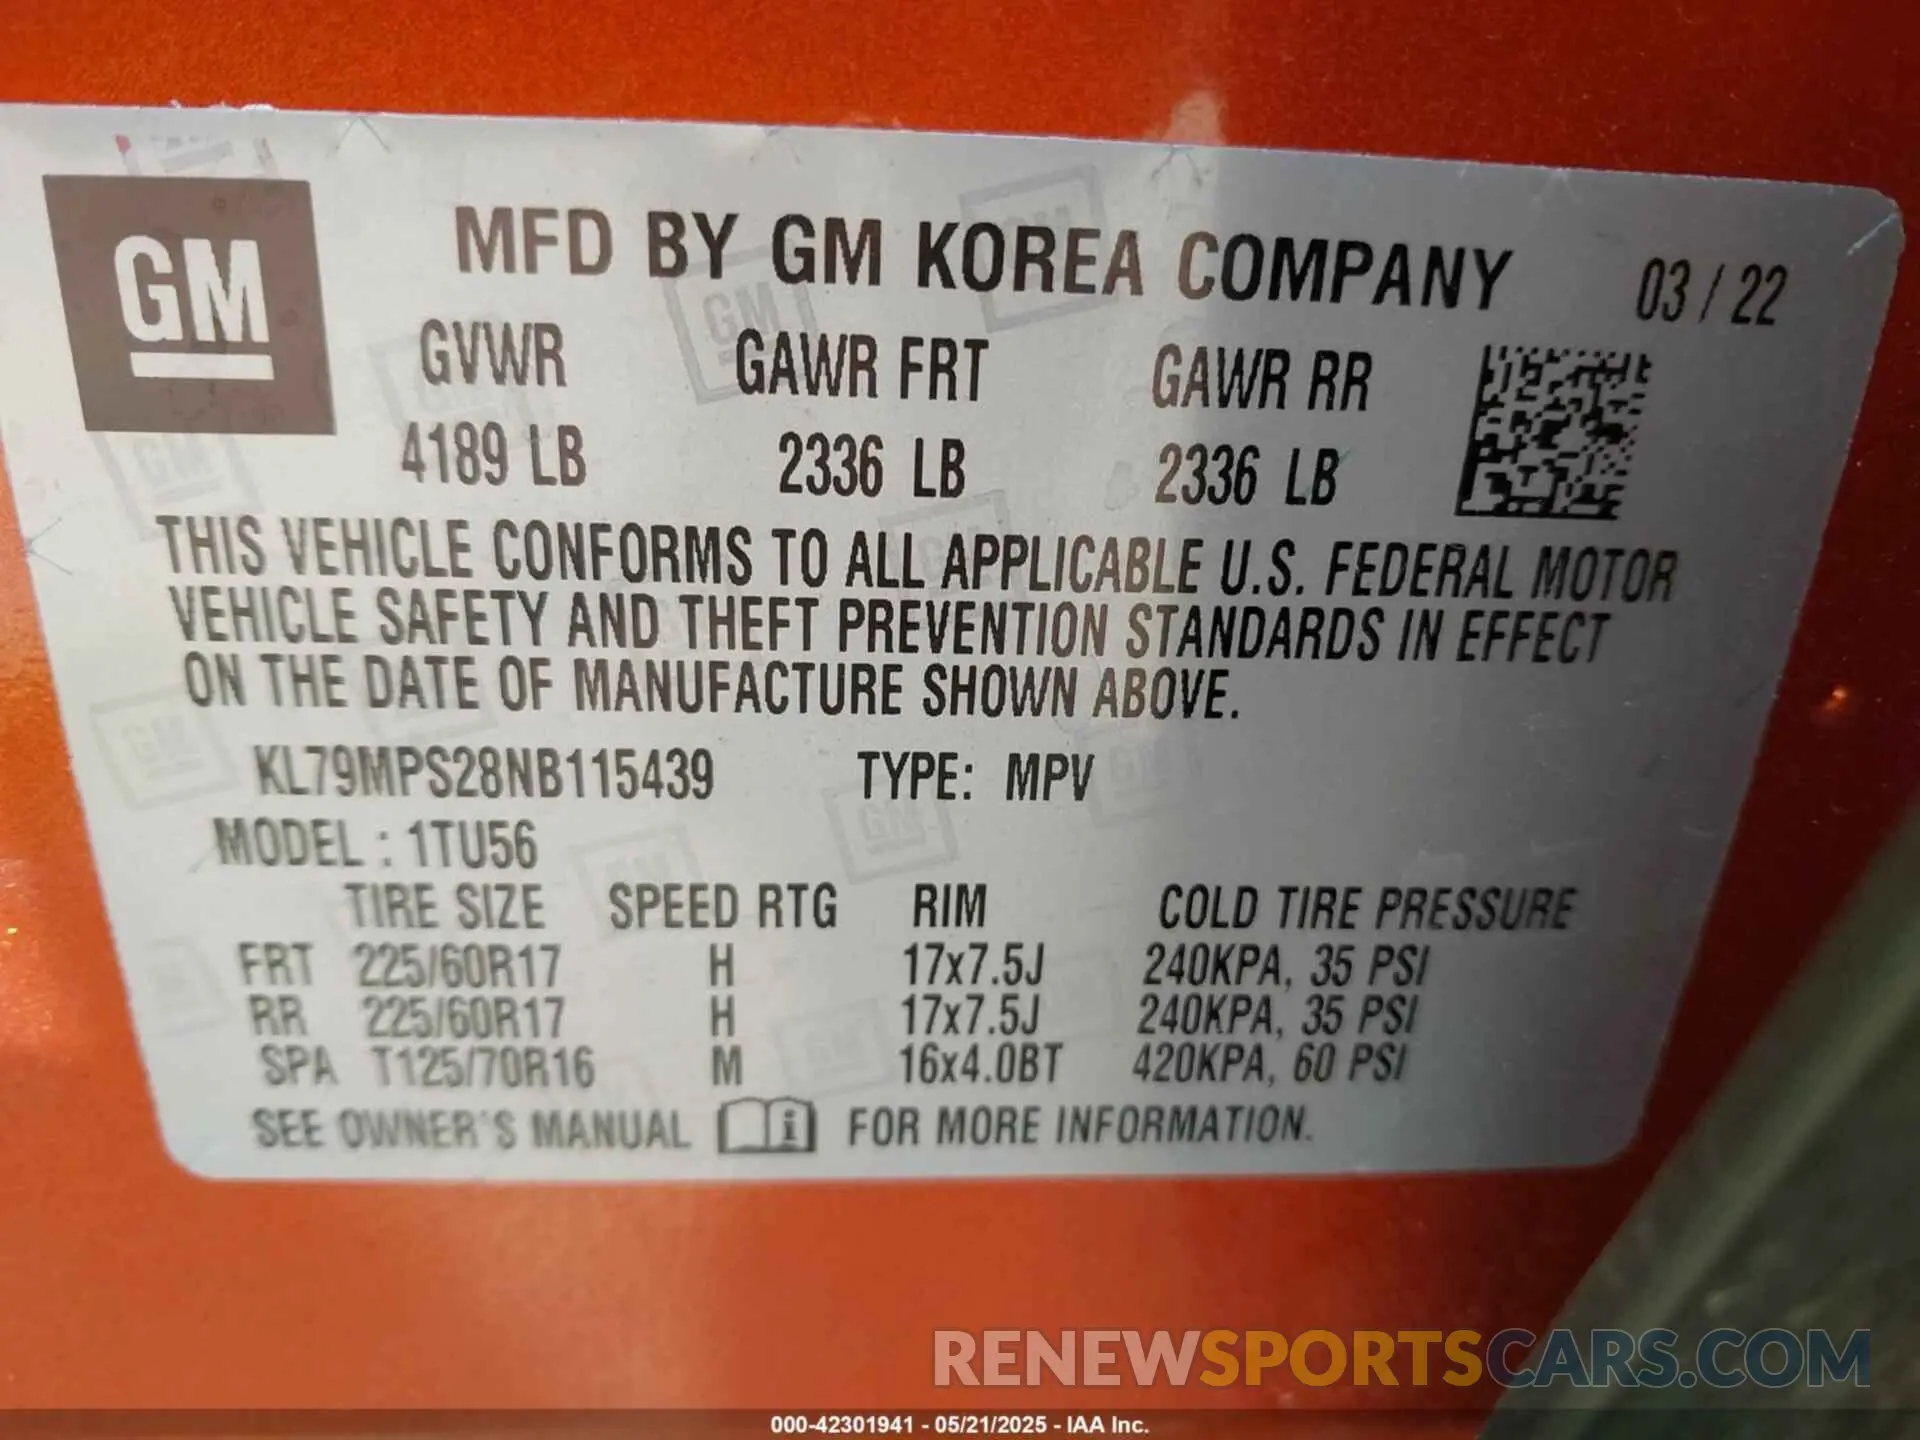 GM
MFD BY GM KOREA COMPANY 03 / 22
GVWR GAWR FRT GAWR RR
4189 LB 2336 LB 2336 LB
THIS VEHICLE CONFORMS TO ALL APPLICABLE U.S. FEDERAL MOTOR
VEHICLE SAFETY AND THEFT PREVENTION STANDARDS IN EFFECT
ON THE DATE OF MANUFACTURE SHOWN ABOVE.
KL79MPS28NB115439 TYPE: MPV
MODEL : 1TU56
TIRE SIZE SPEED RTG RIM COLD TIRE PRESSURE
FRT 225/60R17 H 17x7.5J 240KPA, 35 PSI
RR 225/60R17 H 17x7.5J 240KPA, 35 PSI
SPA T125/70R16 M 16x4.0BT 420KPA, 60 PSI
SEE OWNER'S MANUAL FOR MORE INFORMATION.
RENEWSPORTSCARS.COM
000-42301941 - 05/21/2025 - IAA Inc.